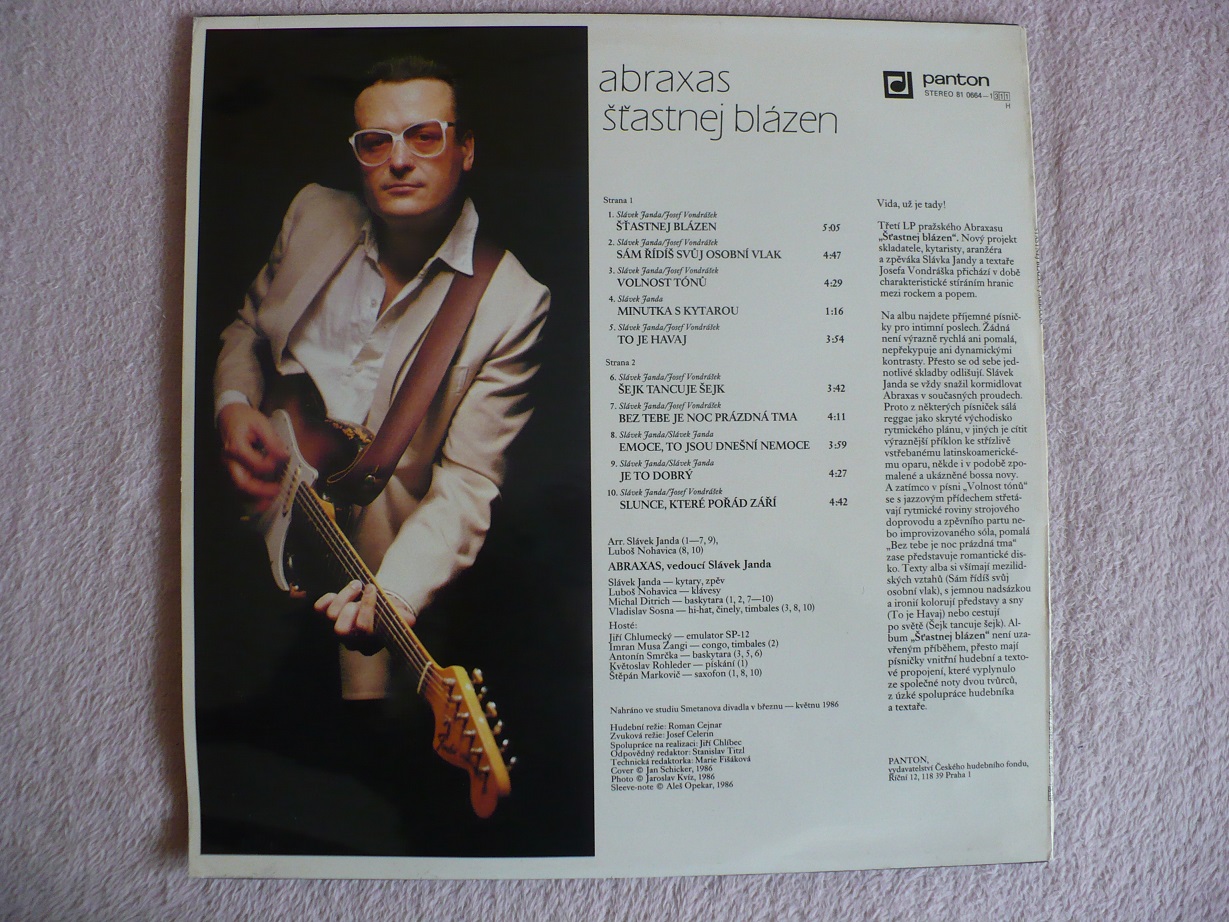 abraxas
šťastnej blázen
panton
STEREO 81 0664—1 311
H
Strana 1
1. Slávek Janda/Josef Vondrášek
ŠŤASTNEJ BLÁZEN 5:05
2. Slávek Janda/Josef Vondrášek
SÁM ŘÍDÍŠ SVŮJ OSOBNÍ VLAK 4:47
3. Slávek Janda/Josef Vondrášek
VOLNOST TÓNŮ 4:29
4. Slávek Janda
MINUTKA S KYTAROU 1:16
5. Slávek Janda/Josef Vondrášek
TO JE HAVAJ 3:54
Strana 2
6. Slávek Janda/Josef Vondrášek
ŠEJK TANCUJE ŠEJK 3:42
7. Slávek Janda/Josef Vondrášek
BEZ TEBE JE NOC PRÁZDNÁ TMA 4:11
8. Slávek Janda/Slávek Janda
EMOCE, TO JSOU DNEŠNÍ NEMOCE 3:59
9. Slávek Janda/Slávek Janda
JE TO DOBRÝ 4:27
10. Slávek Janda/Josef Vondrášek
SLUNCE, KTERÉ POŘÁD ZÁŘÍ 4:42
Arr. Slávek Janda (1—7, 9),
Luboš Nohavica (8, 10)
ABRAXAS, vedoucí Slávek Janda
Slávek Janda — kytary, zpěv
Luboš Nohavica — klávesy
Michal Ditrich — baskytara (1, 2, 7—10)
Vladislav Sosna — hi-hat, činely, timbales (3, 8, 10)
Hosté:
Jiří Chlumecký — emulator SP-12
Imran Musa Zangi — congo, timbales (2)
Antonín Smrčka — baskytara (3, 5, 6)
Květoslav Rohleder — pískání (1)
Štěpán Markovič — saxofon (1, 8, 10)
Nahráno ve studiu Smetanova divadla v březnu — květnu 1986
Hudební režie: Roman Cejnar
Zvuková režie: Josef Celerin
Spolupráce na realizaci: Jiří Chlíbec
Odpovědný redaktor: Stanislav Titzl
Technická redaktorka: Marie Fišáková
Cover © Jan Schicker, 1986
Photo © Jaroslav Kvíz, 1986
Sleeve-note © Aleš Opekar, 1986
Vida, už je tady!
Třetí LP pražského Abraxasu
„Šťastnej blázen“. Nový projekt
skladatele, kytaristy, aranžéra
a zpěváka Slávka Jandy a textaře
Josefa Vondráška přichází v době
charakteristické stíráním hranic
mezi rockem a popem.
Na albu najdete příjemné písnič-
ky pro intimní poslech. Žádná
není výrazně rychlá ani pomalá,
nepřekypuje ani dynamickými
kontrasty. Přesto se od sebe jed-
notlivé skladby odlišují. Slávek
Janda se vždy snažil kormidlovat
Abraxas v současných proudech.
Proto z některých písniček sálá
reggae jako skryté východisko
rytmického plánu, v jiných je cítit
výraznější příklon ke střízlivě
vstřebanému latinskoamerické-
mu oparu, někde i v podobě zpo-
malené a ukázněné bossa novy.
A zatímco v písni „Volnost tónů“
se s jazzovým přídechem střetá-
vají rytmické roviny strojového
doprovodu a zpěvního partu ne-
bo improvizovaného sóla, pomalá
„Bez tebe je noc prázdná tma“
zase představuje romantické dis-
ko. Texty alba si všímají mezilid-
ských vztahů (Sám řídíš svůj
osobní vlak), s jemnou nadsázkou
a ironií kolorují představy a sny
(To je Havaj) nebo cestují
po světě (Šejk tancuje šejk). Al-
bum „Šťastnej blázen“ není uza-
vřeným příběhem, přesto mají
písničky vnitřní hudební a texto-
vé propojení, které vyplynulo
ze společné noty dvou tvůrců,
z úzké spolupráce hudebníka
a textaře.
PANTON,
vydavatelství Českého hudebního fondu,
Říční 12, 118 39 Praha 1